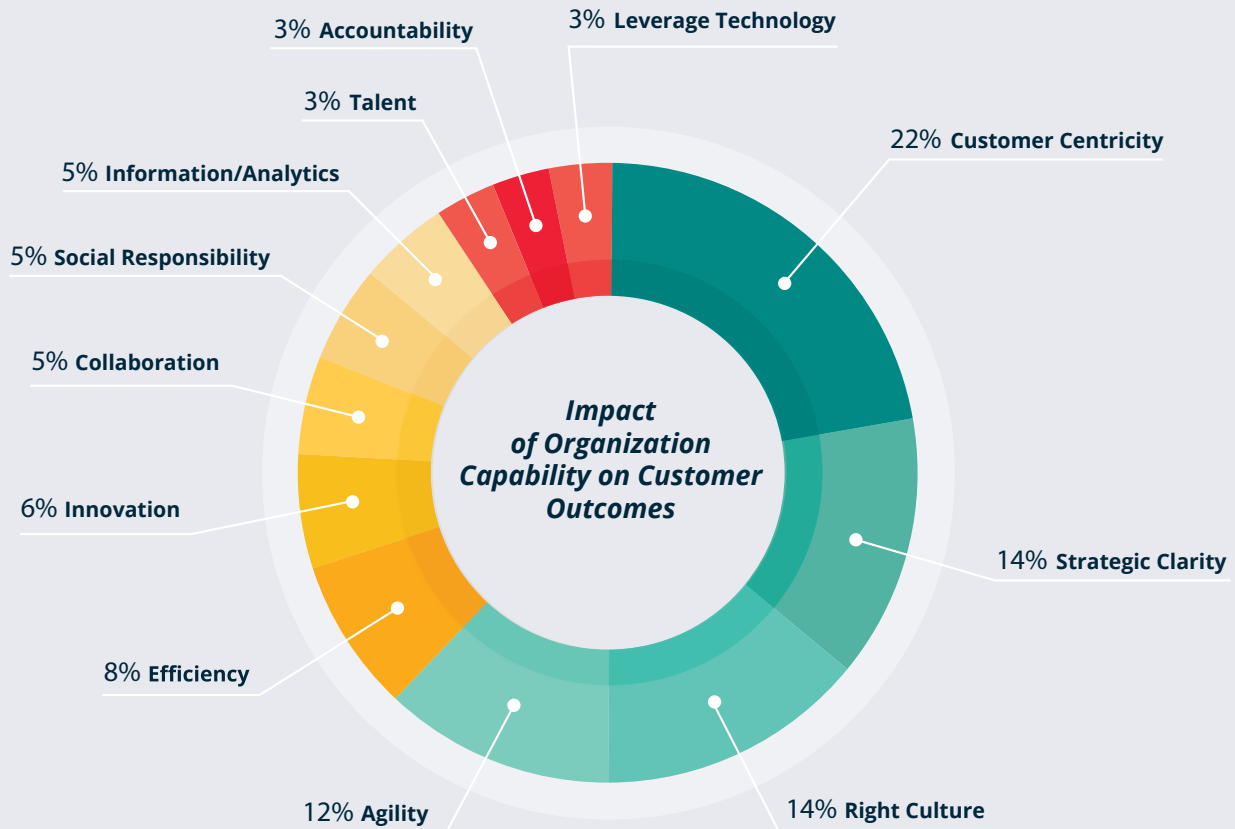 3% Leverage Technology
3% Accountability
3% Talent
22% Customer Centricity
5% Information/Analytics
5% Social Responsibility
5% Collaboration
Impact
of Organization
Capability on Customer
Outcomes
6% Innovation
14% Strategic Clarity
8% Efficiency
12% Agility
14% Right Culture